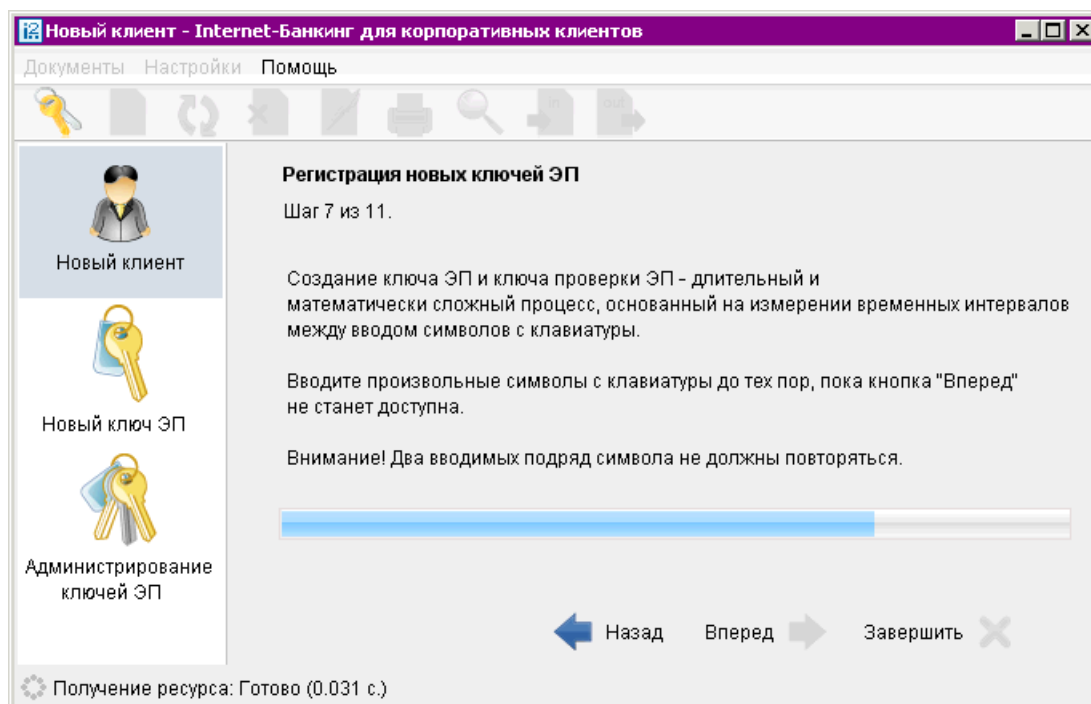 Новый клиент - Internet-Банкинг для корпоративных клиентов
Документы Настройки Помощь
in out
Новый клиент
Новый ключ ЭП
Администрирование
ключей ЭП
Регистрация новых ключей ЭП
Шаг 7 из 11.
Создание ключа ЭП и ключа проверки ЭП - длительный и
математически сложный процесс, основанный на измерении временных интервалов
между вводом символов с клавиатуры.
Вводите произвольные символы с клавиатуры до тех пор, пока кнопка "Вперед"
не станет доступна.
Внимание! Два вводимых подряд символа не должны повторяться.
Назад Вперед Завершить
Получение ресурса: Готово (0.031 с.)